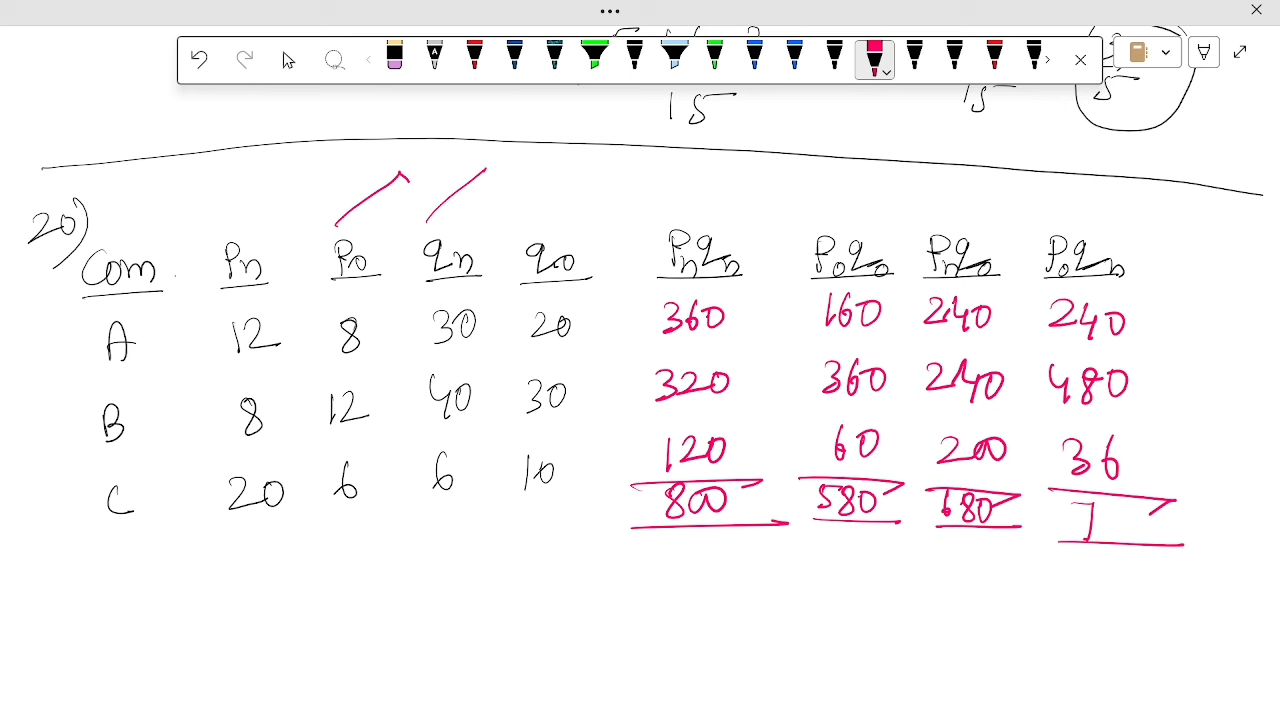 15 15 5
20)
Com. Pn Po qn qo Pnqn Poqo Pnqo Poqn
A 12 8 30 20 360 160 240 240
B 8 12 40 30 320 360 240 480
C 20 6 6 10 120 60 200 36
800 580 680 7